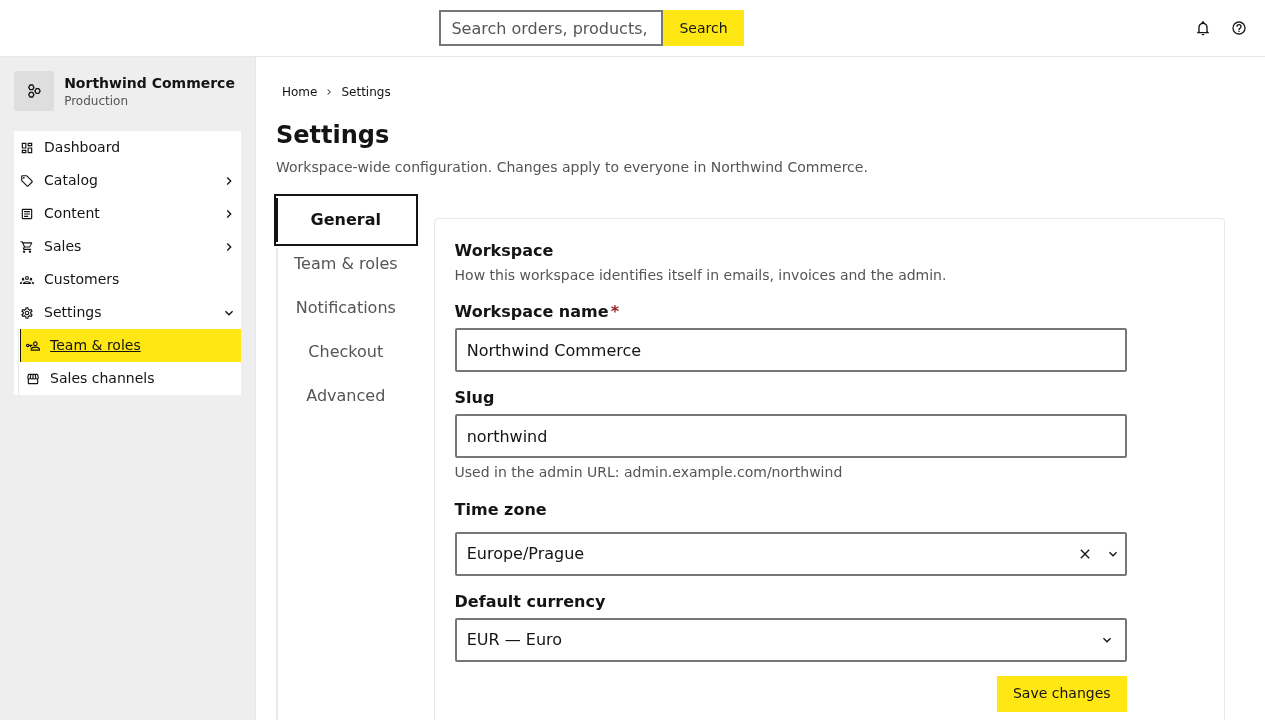 Search orders, products,
Search
Northwind Commerce
Production
Dashboard
Catalog
Content
Sales
Customers
Settings
Team & roles
Sales channels
Home
Settings
Settings
Workspace-wide configuration. Changes apply to everyone in Northwind Commerce.
General
Team & roles
Notifications
Checkout
Advanced
Workspace
How this workspace identifies itself in emails, invoices and the admin.
Workspace name*
Northwind Commerce
Slug
northwind
Used in the admin URL: admin.example.com/northwind
Time zone
Europe/Prague
Default currency
EUR — Euro
Save changes